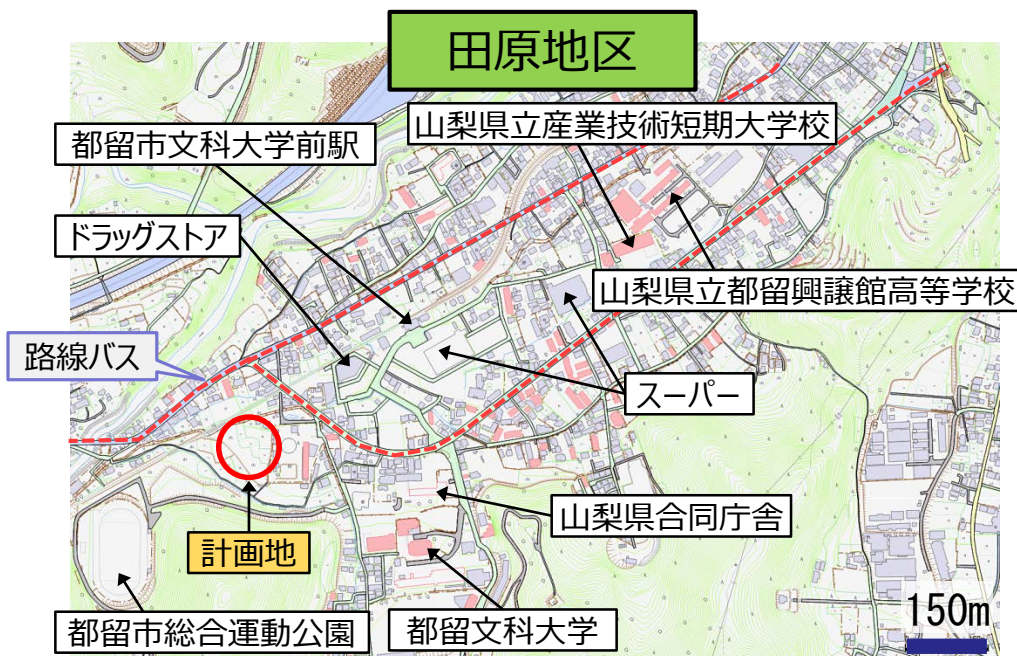 田原地区
山梨県立産業技術短期大学校
都留市文科大学前駅
ドラッグストア
山梨県立都留興譲館高等学校
路線バス
スーパー
山梨県合同庁舎
計画地
150m
都留市総合運動公園
都留文科大学